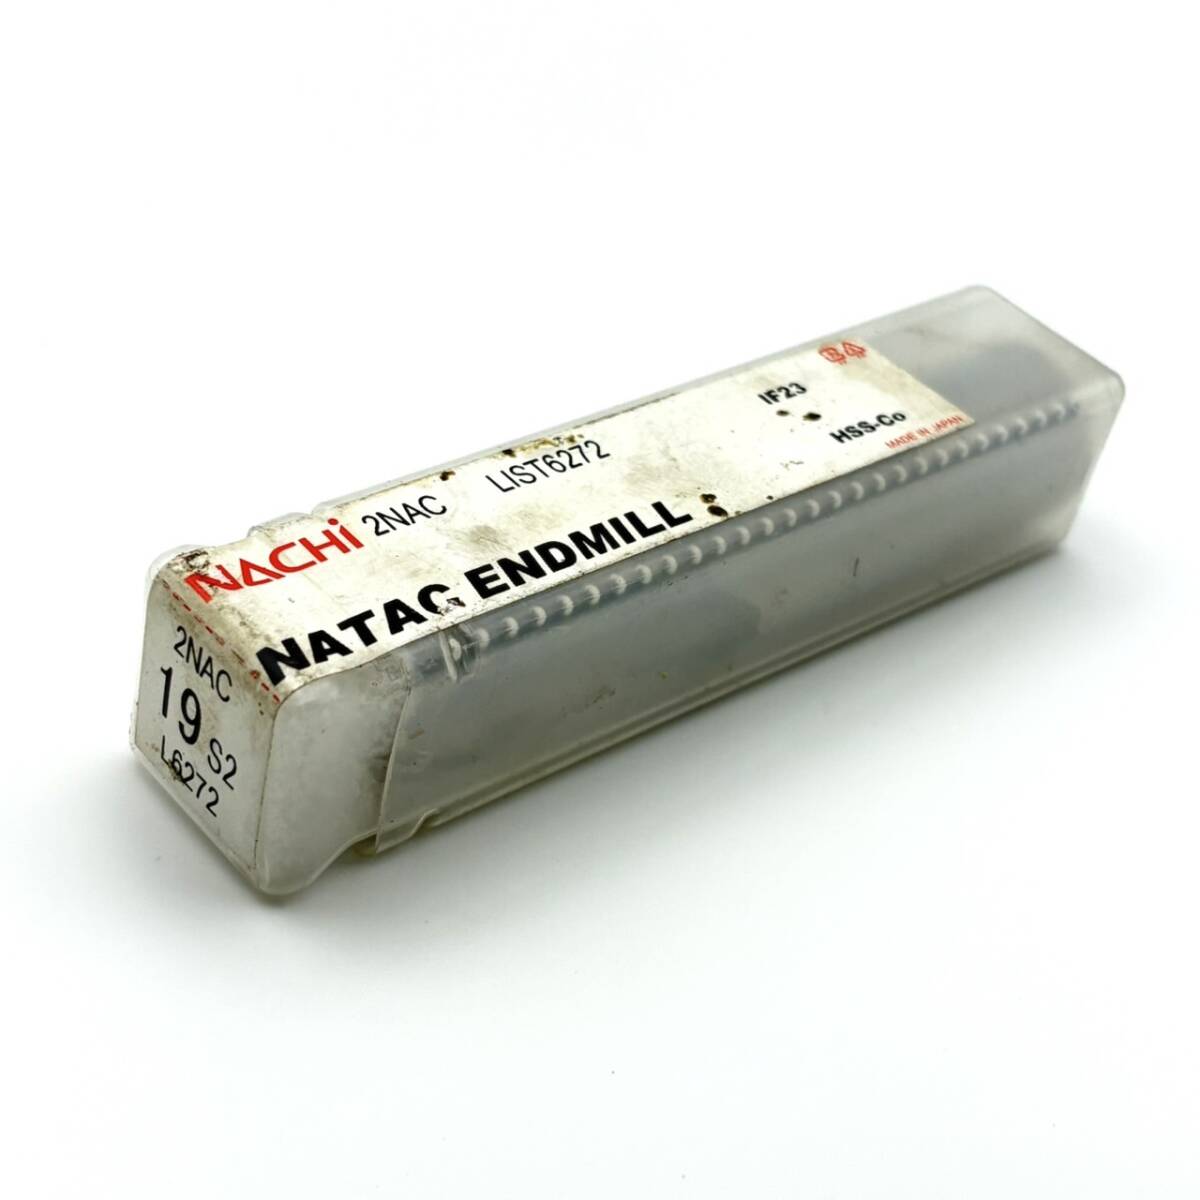 NACHi 2NAC LIST6272
NATAC ENDMILL
IF23
HSS-Co
MADE IN JAPAN
2NAC
19 S2
L6272